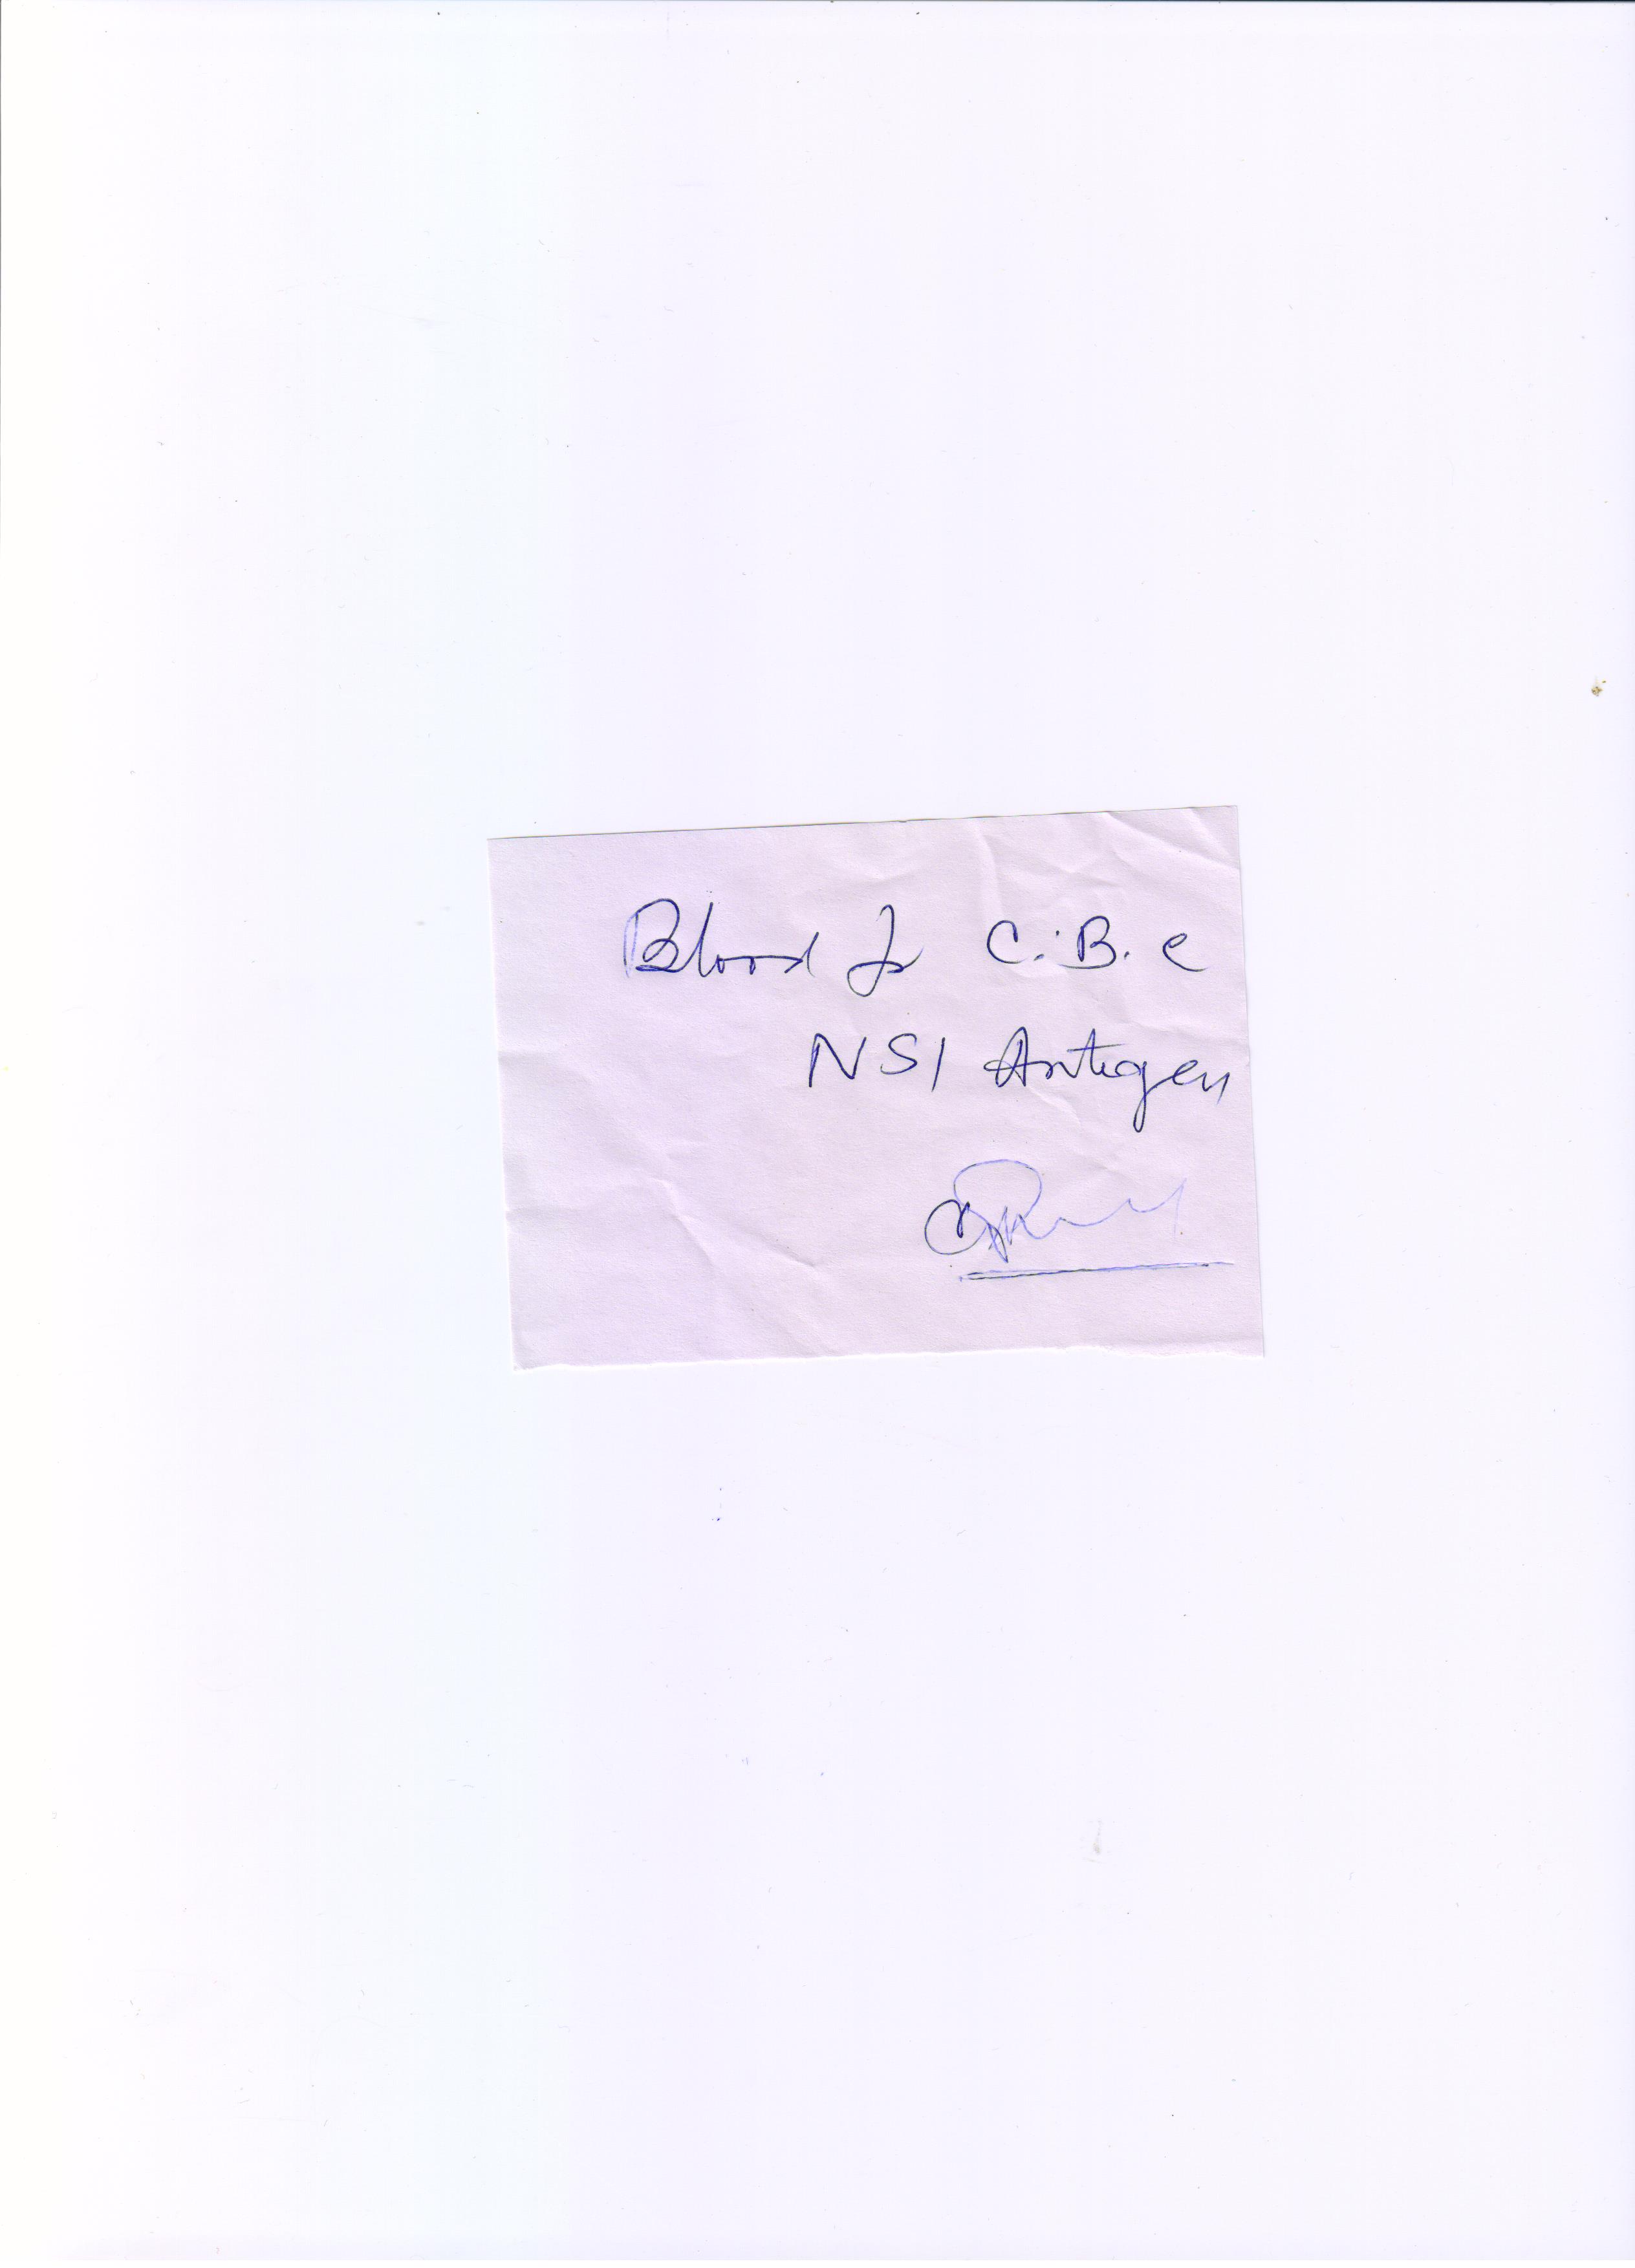 Blood for C.B.C
NS1 Antigen